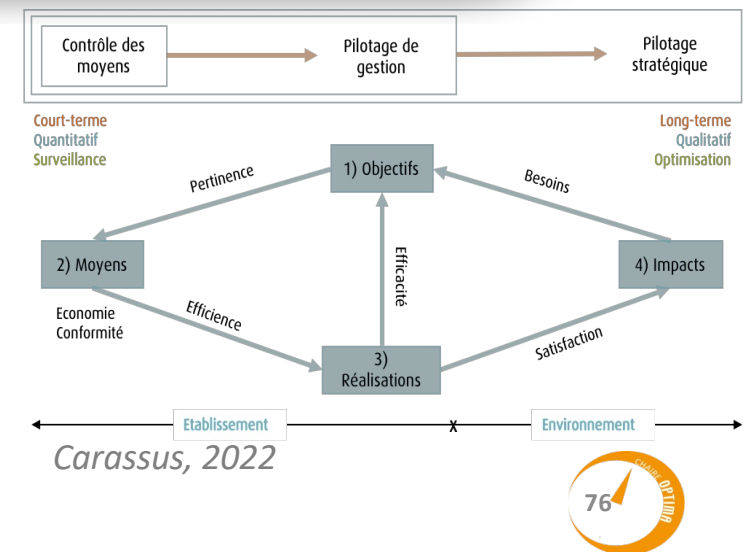 Contrôle des
moyens
Pilotage de
gestion
Pilotage
stratégique
Court-terme
Quantitatif
Surveillance
Long-terme
Qualitatif
Optimisation
1) Objectifs
Pertinence
Besoins
2) Moyens
4) Impacts
Efficacité
Economie
Conformité
Efficience
Satisfaction
3)
Réalisations
Etablissement
X
Environnement
Carassus, 2022
CHAIRE OPTIMA
76